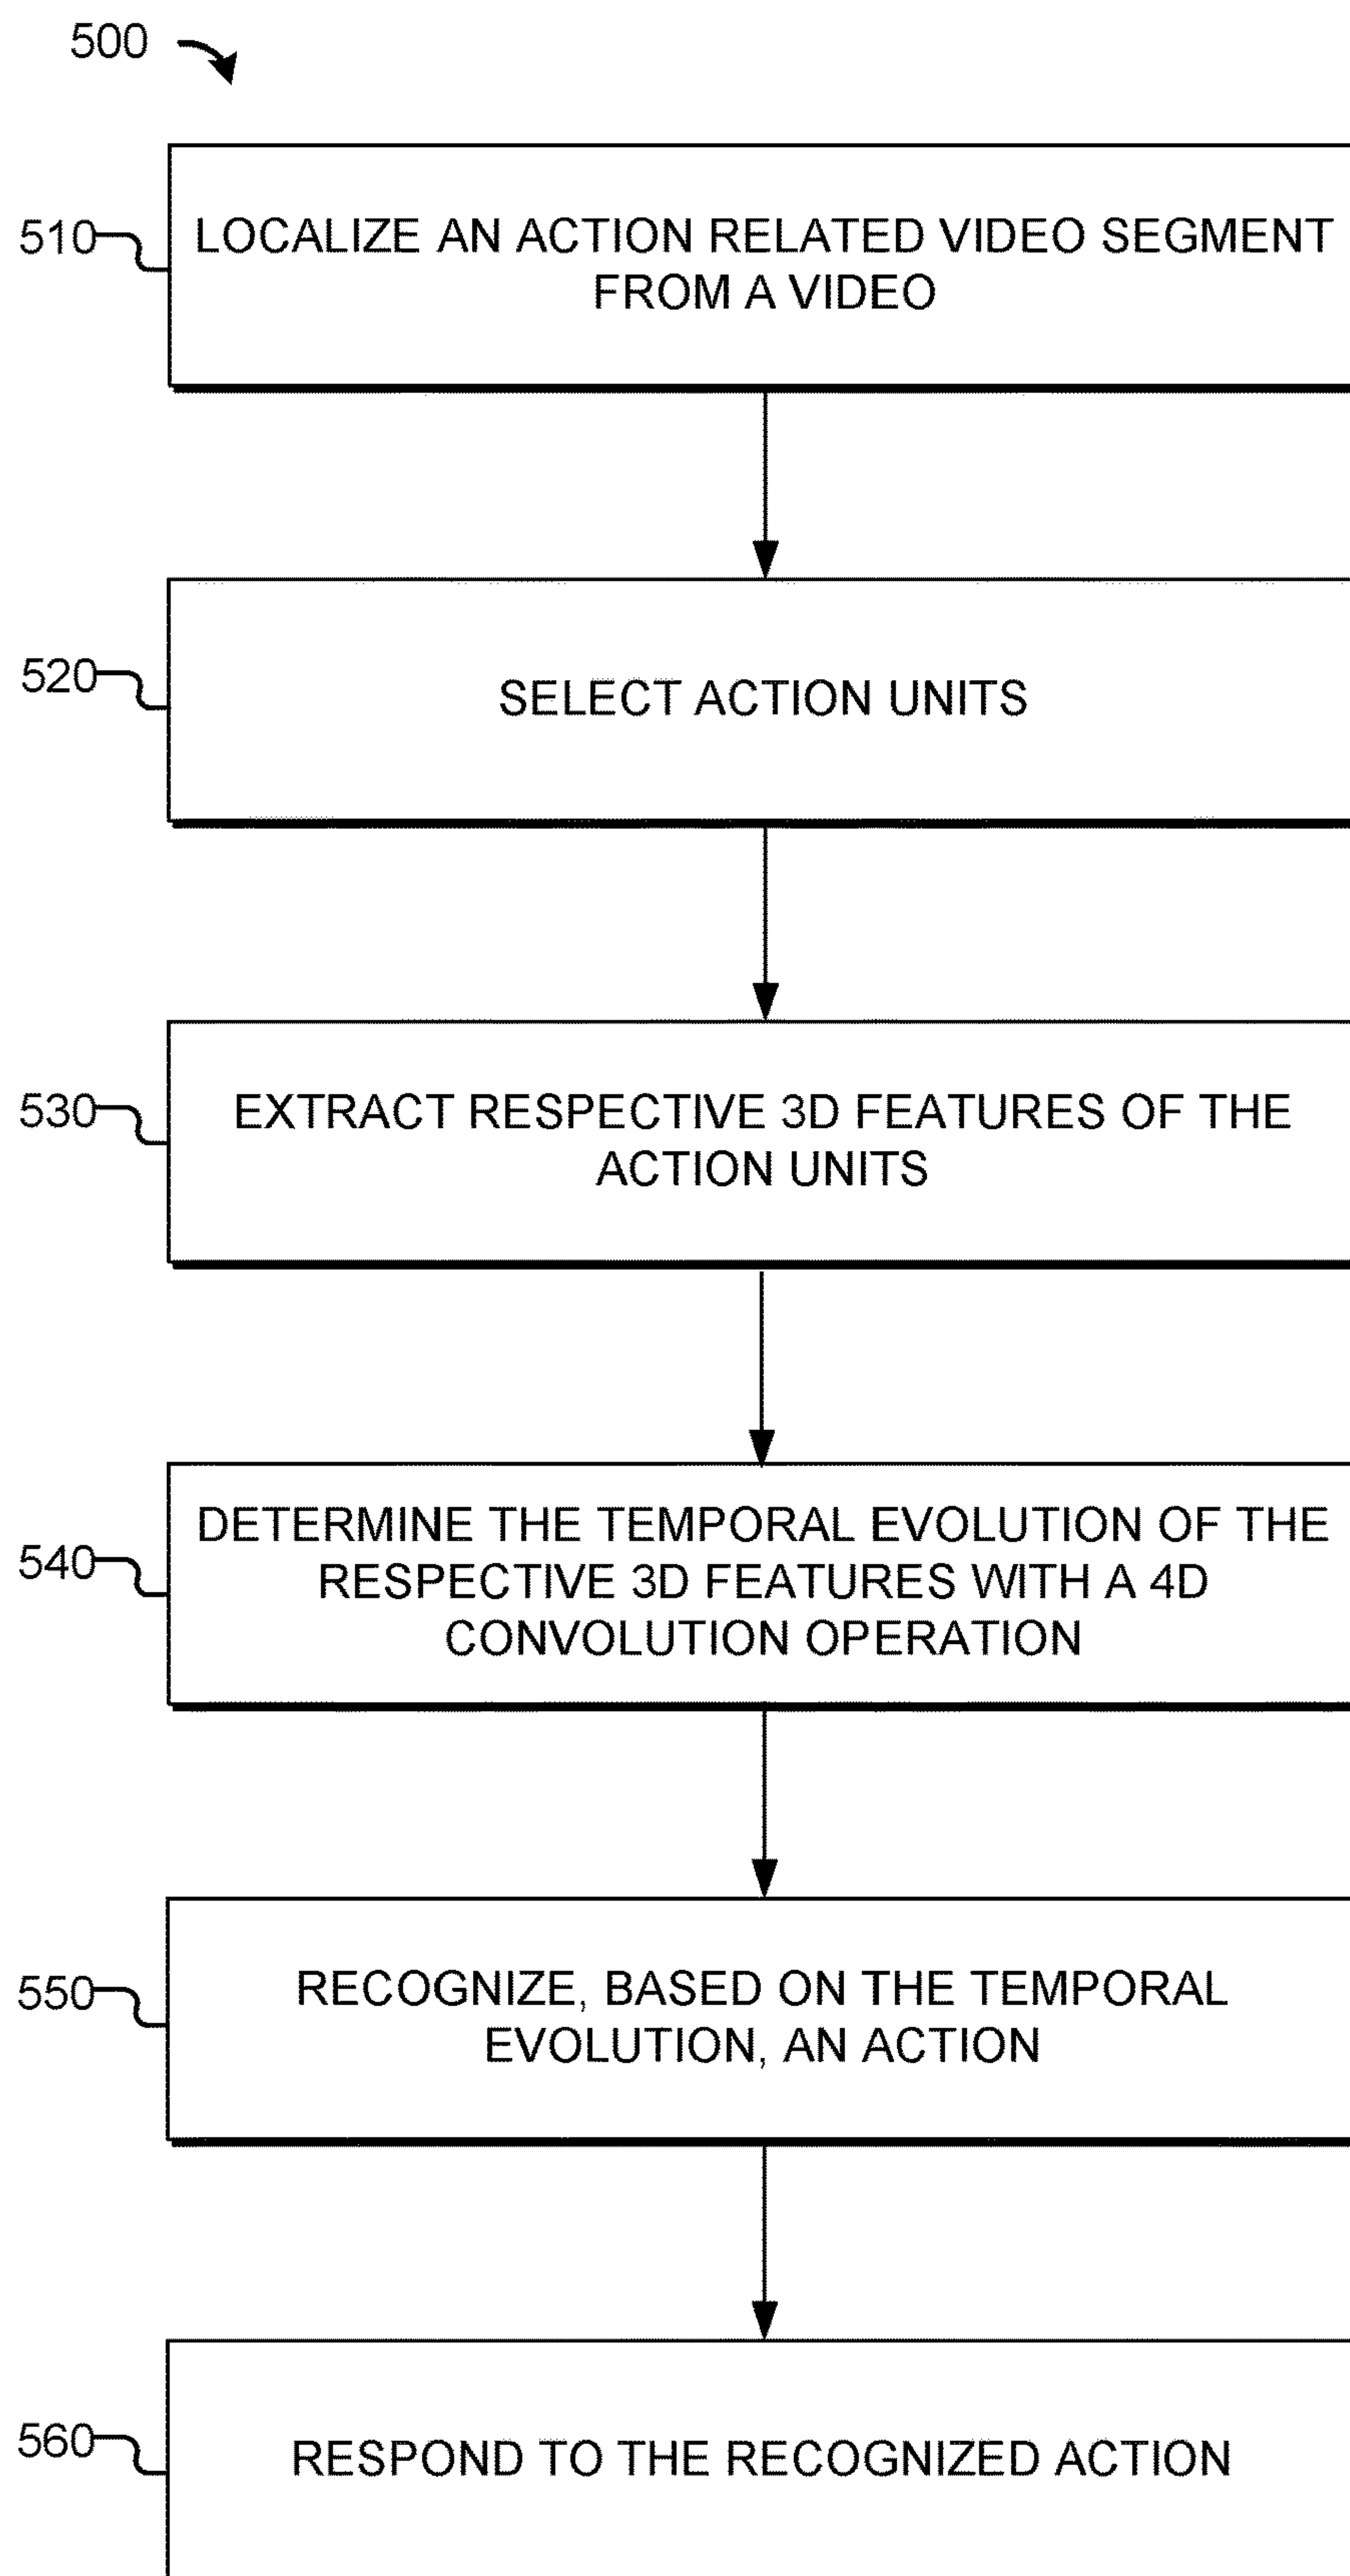 500
510
LOCALIZE AN ACTION RELATED VIDEO SEGMENT
FROM A VIDEO
520
SELECT ACTION UNITS
530
EXTRACT RESPECTIVE 3D FEATURES OF THE
ACTION UNITS
540
DETERMINE THE TEMPORAL EVOLUTION OF THE
RESPECTIVE 3D FEATURES WITH A 4D
CONVOLUTION OPERATION
550
RECOGNIZE, BASED ON THE TEMPORAL
EVOLUTION, AN ACTION
560
RESPOND TO THE RECOGNIZED ACTION